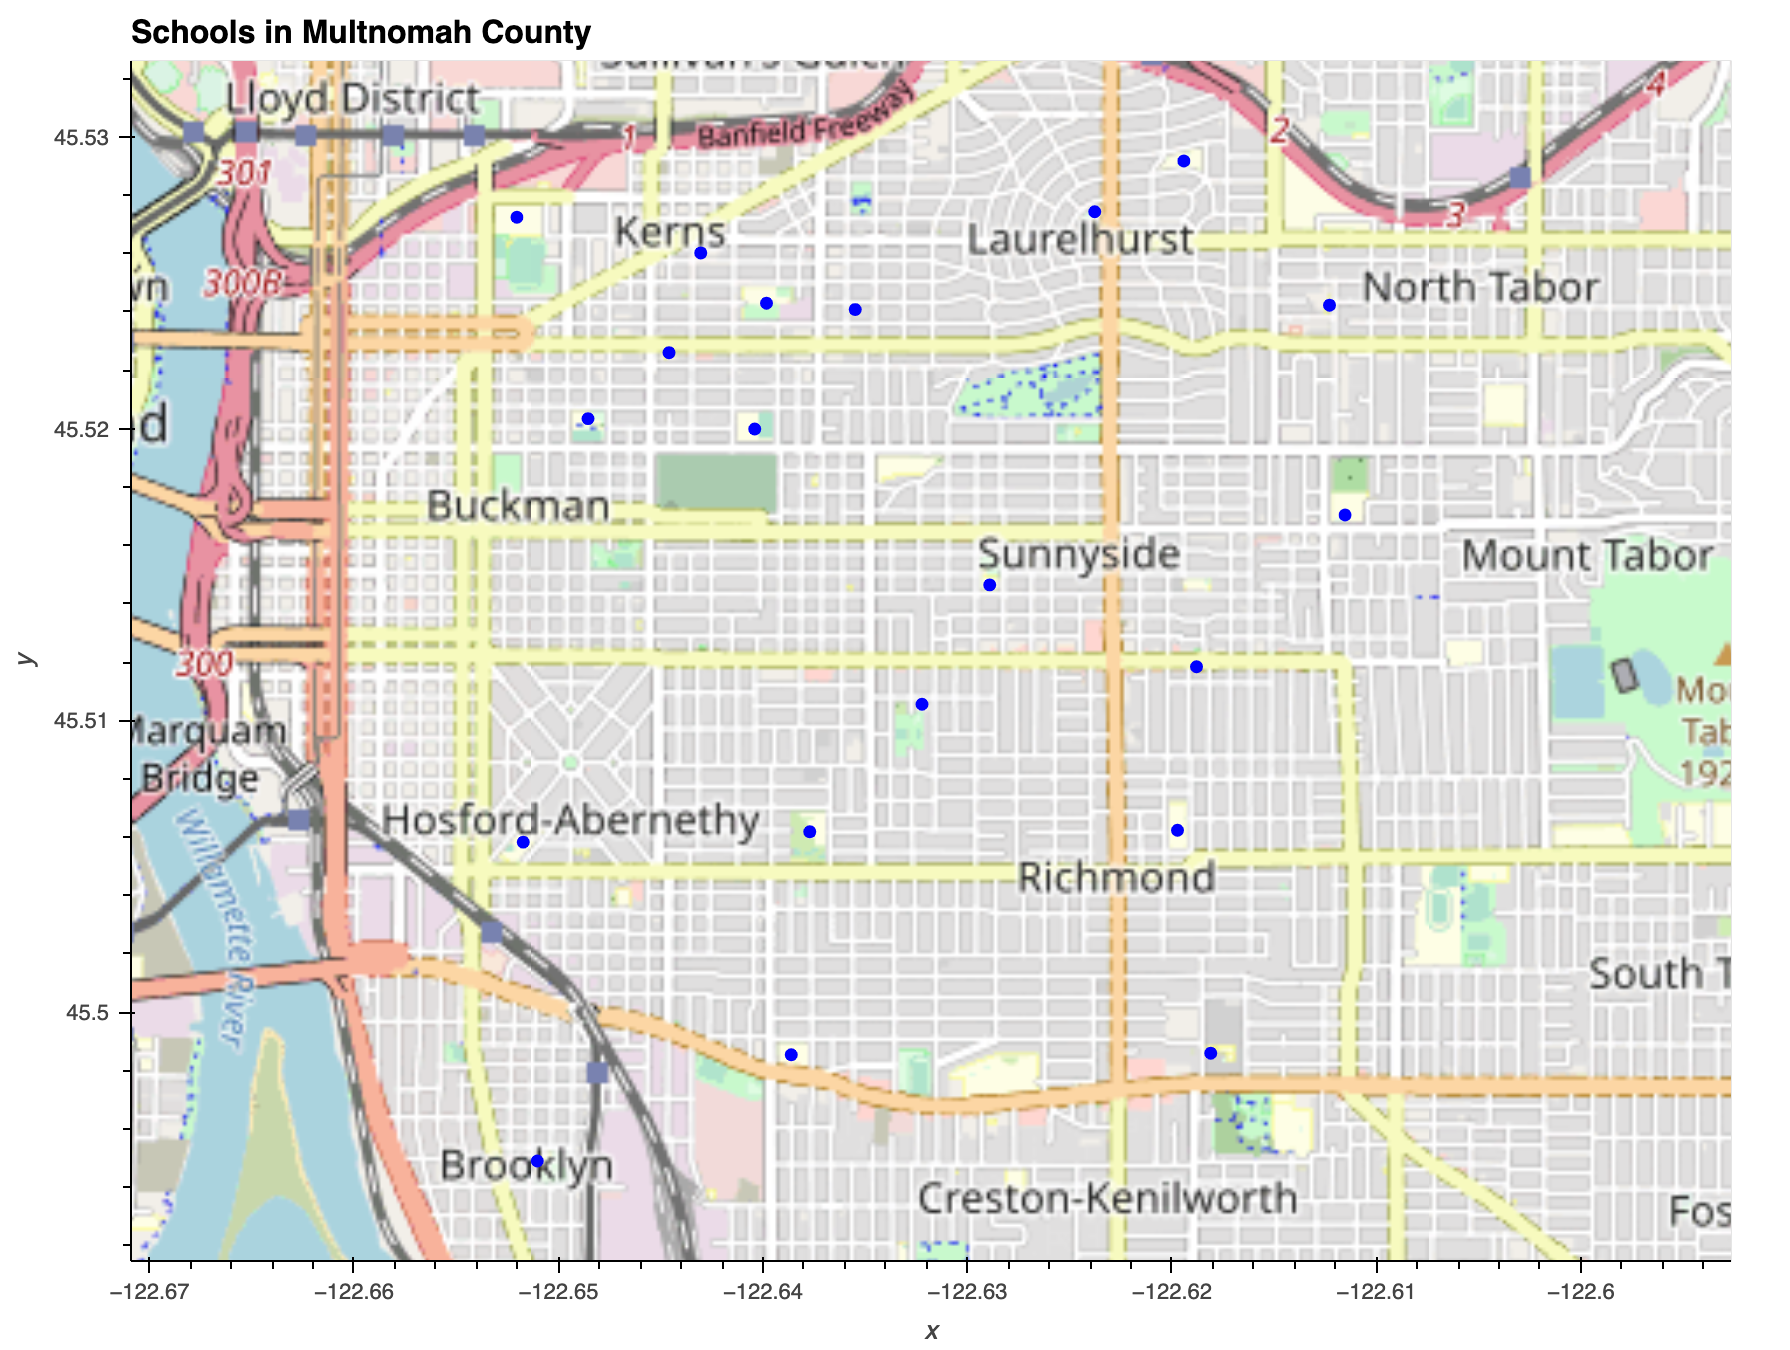 Schools in Multnomah County
Sullivan's Gulch
Lloyd District
4
45.53
1
Banfield Freeway
2
301
3
Kerns
Laurelhurst
300B
wn
North Tabor
45.52
d
Buckman
Sunnyside
Mount Tabor
y
300
Mou
45.51
Marquam
Tab
Bridge
192
Hosford-Abernethy
Willamette River
Richmond
South T
45.5
Brooklyn
Creston-Kenilworth
Fos
−122.67
−122.66
−122.65
−122.64
−122.63
−122.62
−122.61
−122.6
x